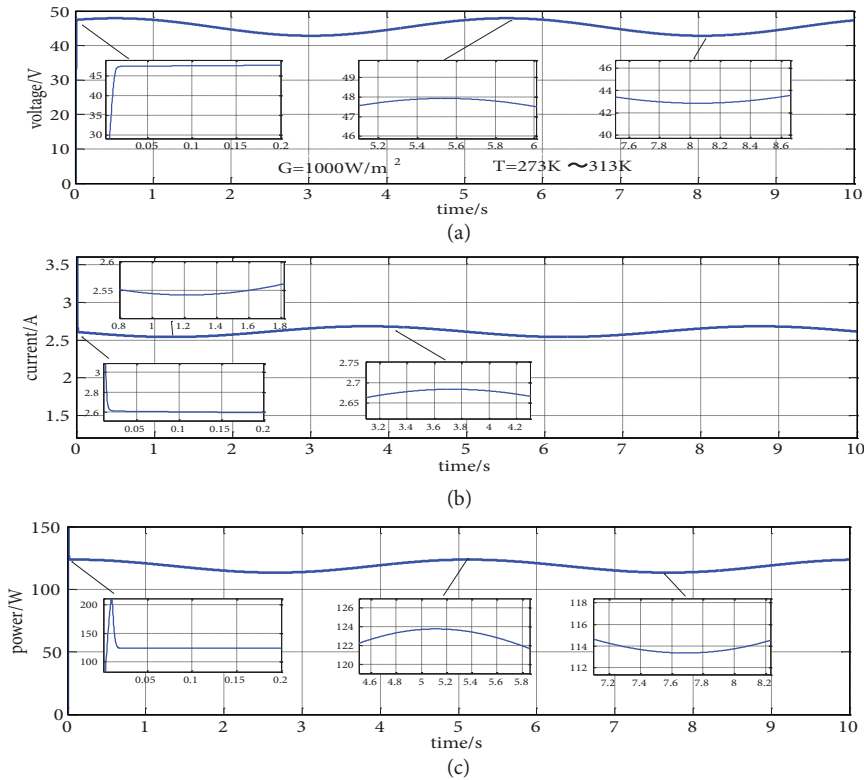 50
40
30
20
10
0
voltage/V
45
40
30
0.05 0.1 0.15 0.2
49
48
47
46
5.2 5.4 5.6 5.8 6
46
44
43
42
40
7.6 7.8 8 8.2 8.4 8.6
G=1000W/m 2 T=273K ~313K
0 1 2 3 4 5 6 7 8 9 10
time/s
(a)
3.5
3
2.5
2
1.5
current/A
2.6
2.55
0.8 1 1.2 1.4 1.6 1.8
3
2.8
2.6
0.05 0.1 0.15 0.2
2.75
2.7
2.65
3.2 3.4 3.6 3.8 4 4.2
0 1 2 3 4 5 6 7 8 9 10
time/s
(b)
150
100
50
0
power/W
200
150
100
0.05 0.1 0.15 0.2
126
124
122
120
4.6 4.8 5 5.2 5.4 5.6 5.8
118
116
114
112
7.2 7.4 7.6 7.8 8 8.2
0 1 2 3 4 5 6 7 8 9 10
time/s
(c)